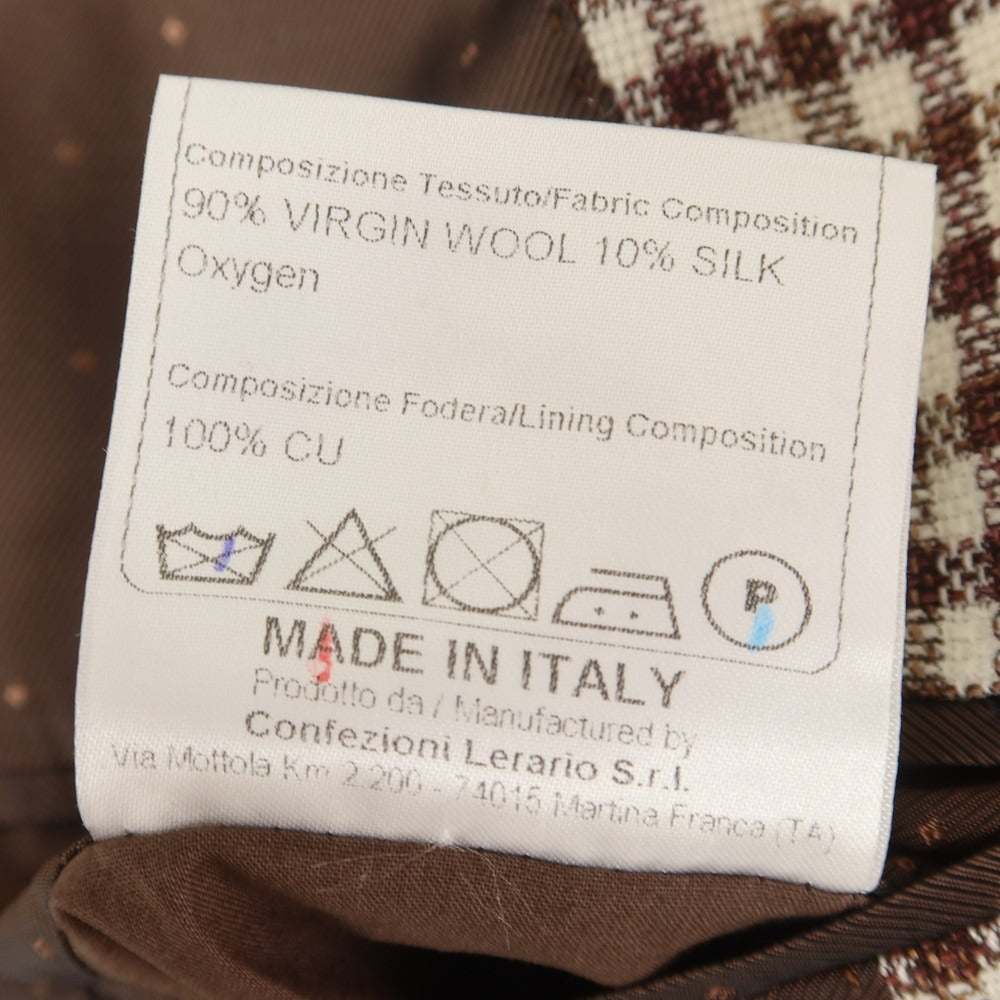 Composizione Tessuto/Fabric Composition
90% VIRGIN WOOL 10% SILK
Oxygen
Composizione Fodera/Lining Composition
100% CU
P
MADE IN ITALY
Prodotto da / Manufactured by
Confezioni Lerario S.r.l.
Via Mottola Km 2.200 - 74015 Martina Franca (TA)